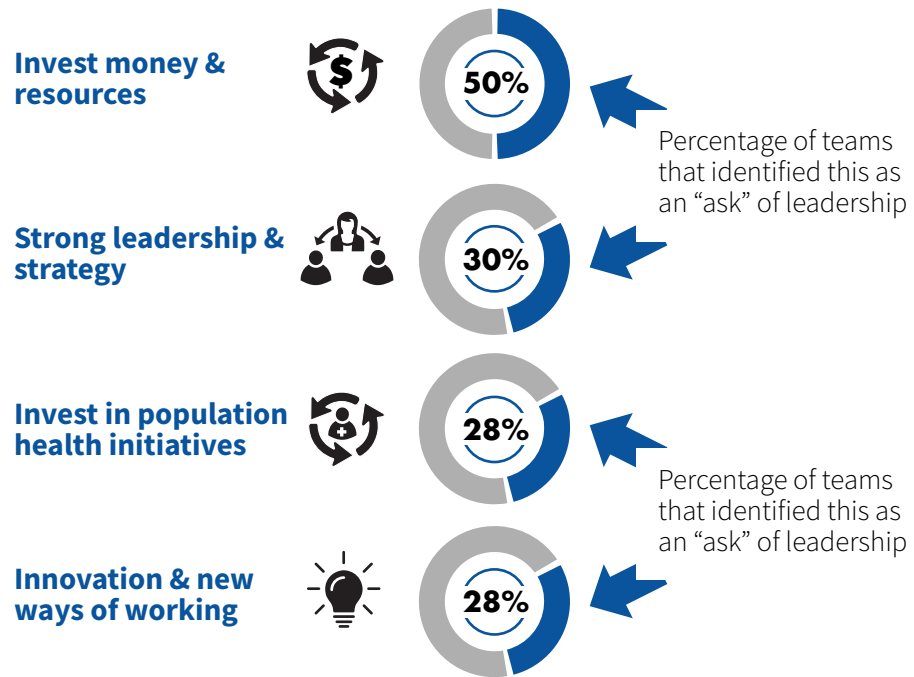 Invest money &
resources
$
50%
Percentage of teams
that identified this as
an “ask” of leadership
Strong leadership &
strategy
30%
Invest in population
health initiatives
28%
Percentage of teams
that identified this as
an “ask” of leadership
Innovation & new
ways of working
28%